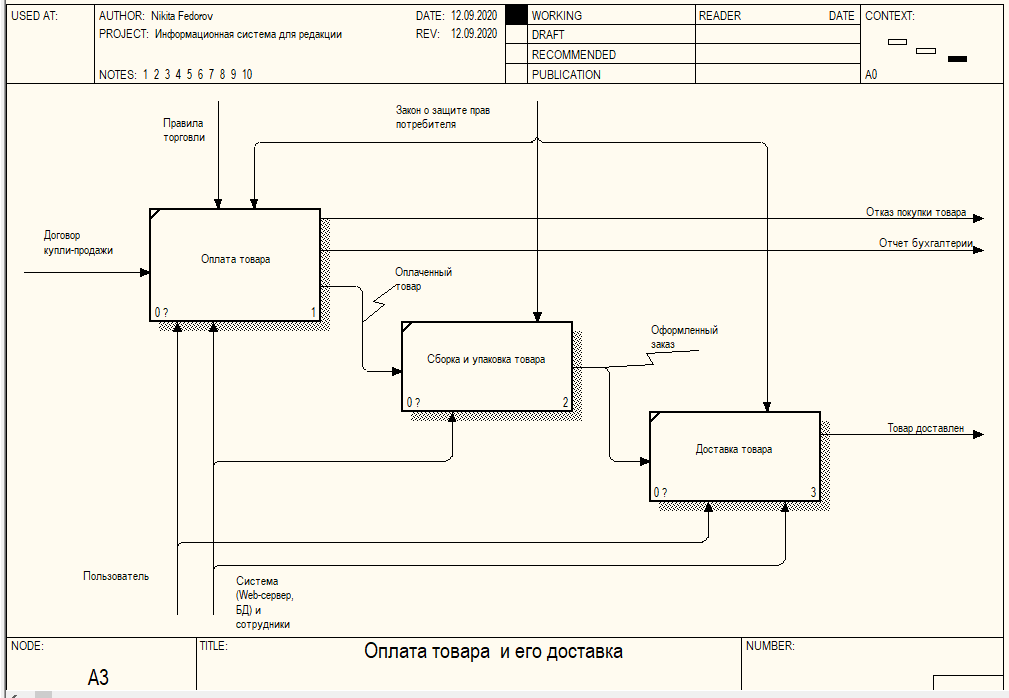 USED AT:
AUTHOR: Nikita Fedorov
DATE: 12.09.2020
PROJECT: Информационная система для редакции
REV: 12.09.2020
NOTES: 1 2 3 4 5 6 7 8 9 10
WORKING
DRAFT
RECOMMENDED
PUBLICATION
READER
DATE
CONTEXT:
A0
Правила
торговли
Закон о защите прав
потребителя
Договор
купли-продажи
Оплата товара
0 ?
1
Отказ покупки товара
Отчет бухгалтерии
Оплаченный
товар
Сборка и упаковка товара
0 ?
2
Оформленный
заказ
Доставка товара
0 ?
3
Товар доставлен
Пользователь
Система
(Web-сервер,
БД) и
сотрудники
NODE:
A3
TITLE:
Оплата товара и его доставка
NUMBER: